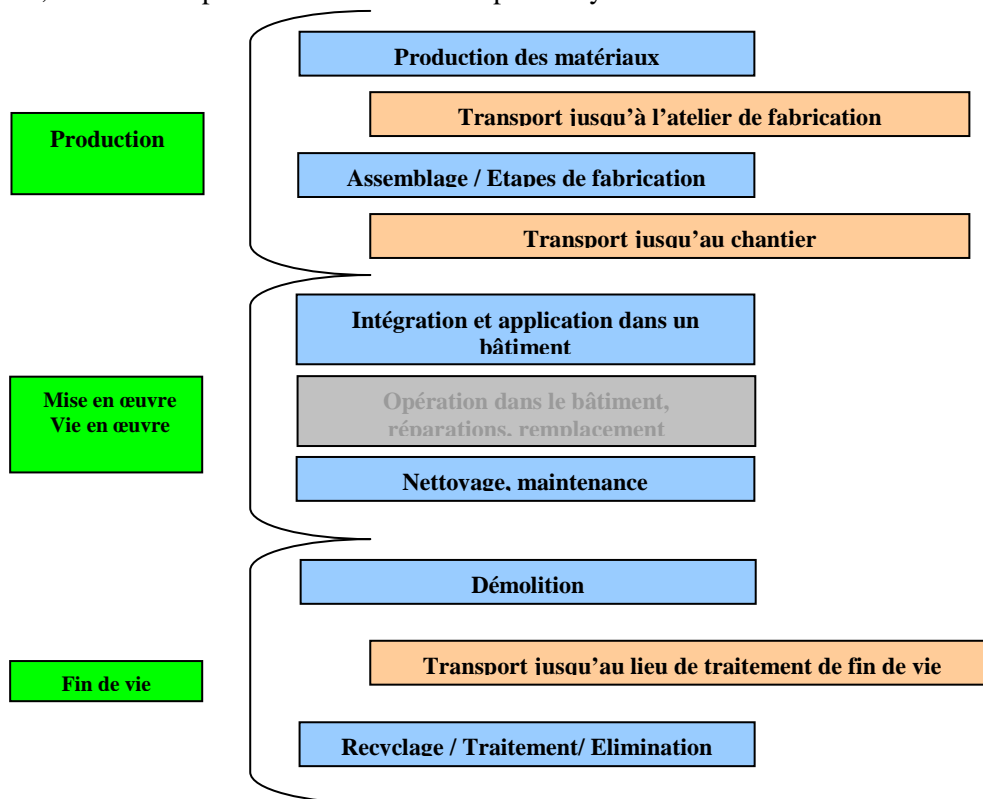 Production des matériaux
Transport jusqu'à l'atelier de fabrication
Production
Assemblage / Etapes de fabrication
Transport jusqu'au chantier
Intégration et application dans un
bâtiment
Mise en œuvre
Vie en œuvre
Opération dans le bâtiment,
réparations, remplacement
Nettoyage, maintenance
Démolition
Transport jusqu'au lieu de traitement de fin de vie
Fin de vie
Recyclage / Traitement/ Elimination